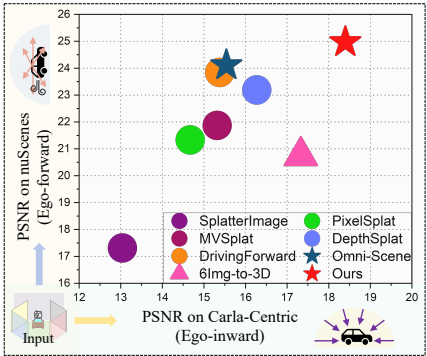 26
25
24
23
22
21
20
19
18
17
16
PSNR on nuScenes
(Ego-forward)
SplatterImage
PixelSplat
MVSplat
DepthSplat
DrivingForward
Omni-Scene
6Img-to-3D
Ours
12 13 14 15 16 17 18 19 20
Input
PSNR on Carla-Centric
(Ego-inward)